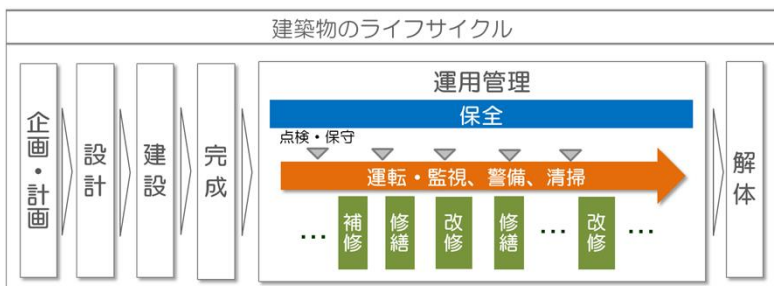 建築物のライフサイクル
企画・計画
設計
建設
完成
運用管理
保全
点検・保守
運転・監視、警備、清掃
… 補修 修繕 改修 修繕 … 改修 …
解体